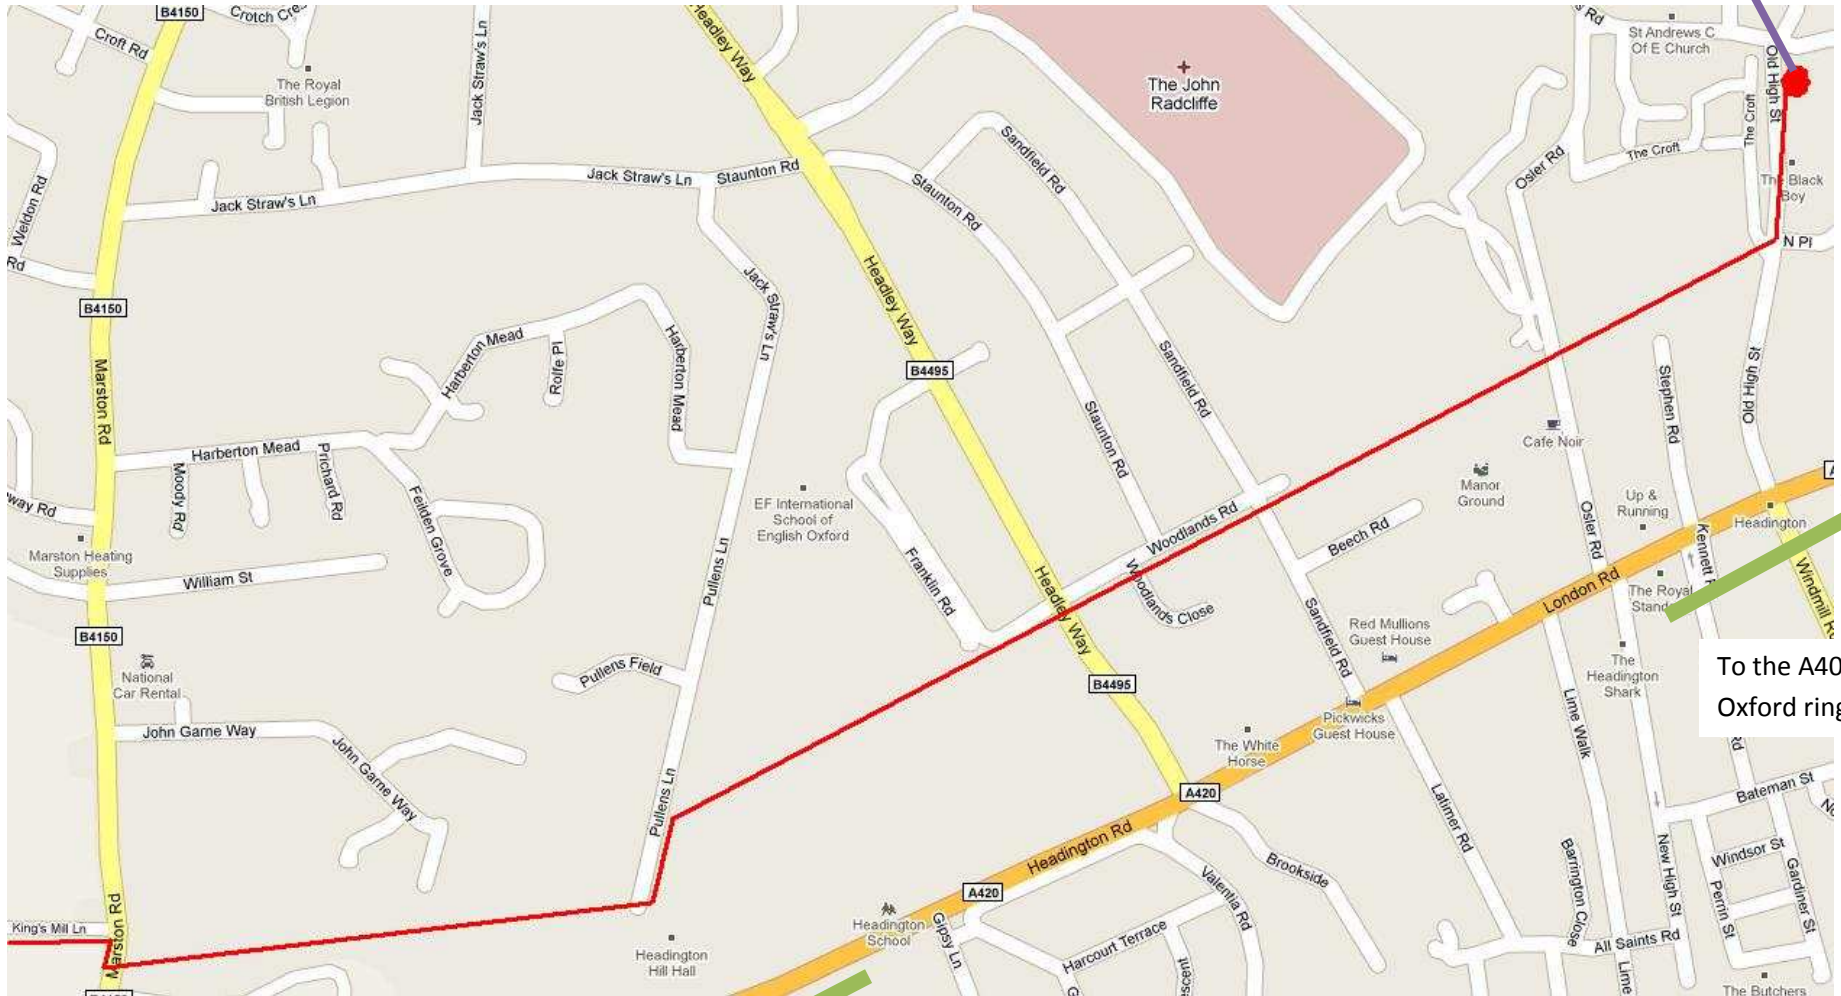 B4150
Crotch Cres
Croft Rd
The Royal
British Legion
Jack Straw's Ln
Headley Way
The John
Radcliffe
Rd
St Andrews C
Of E Church
Old High St
The Croft
The Croft
Osler Rd
The Black
Boy
N Pl
Weldon Rd
Rd
Jack Straw's Ln
Jack Straw's Ln
Staunton Rd
Staunton Rd
Sandfield Rd
Jack Straw's Ln
Headley Way
B4150
Marston Rd
Harberton Mead
Rolfe Pl
Harberton Mead
B4495
Sandfield Rd
Staunton Rd
Stephen Rd
Old High St
Cafe Noir
Harberton Mead
Moody Rd
Prichard Rd
Feilden Grove
way Rd
Marston Heating
Supplies
William St
EF International
School of
English Oxford
Pullens Ln
Franklin Rd
Woodlands Rd
Woodlands Close
Headley Way
Beech Rd
Manor
Ground
Osler Rd
Up &
Running
Headington
A
Kennett R
Windmill R
London Rd
The Royal
Stand
B4150
National
Car Rental
Pullens Field
Sandfield Rd
Red Mullions
Guest House
The
Headington
Shark
To the A40
Oxford ring
B4495
Pickwicks
Guest House
The White
Horse
Lime Walk
Rd
John Garne Way
John Garne Way
Pullens Ln
A420
Headington Rd
Latimer Rd
Bateman St
No
Windsor St
Brookside
Valentia Rd
Barrington Close
New High St
Perrin St
Gardiner St
A420
Headington
School
Gipsy Ln
Harcourt Terrace
escent
G
All Saints Rd
Lime
King's Mill Ln
Marston Rd
Headington
Hill Hall
B4150
The Butchers